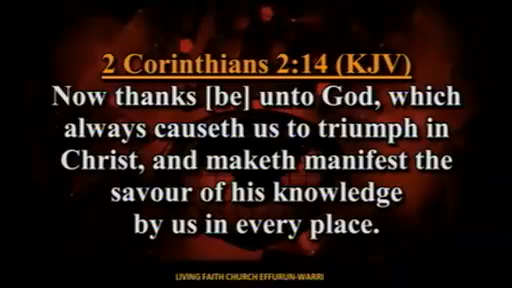 2 Corinthians 2:14 (KJV)
Now thanks [be] unto God, which
always causeth us to triumph in
Christ, and maketh manifest the
savour of his knowledge
by us in every place.
LIVING FAITH CHURCH EFFURUN-WARRI